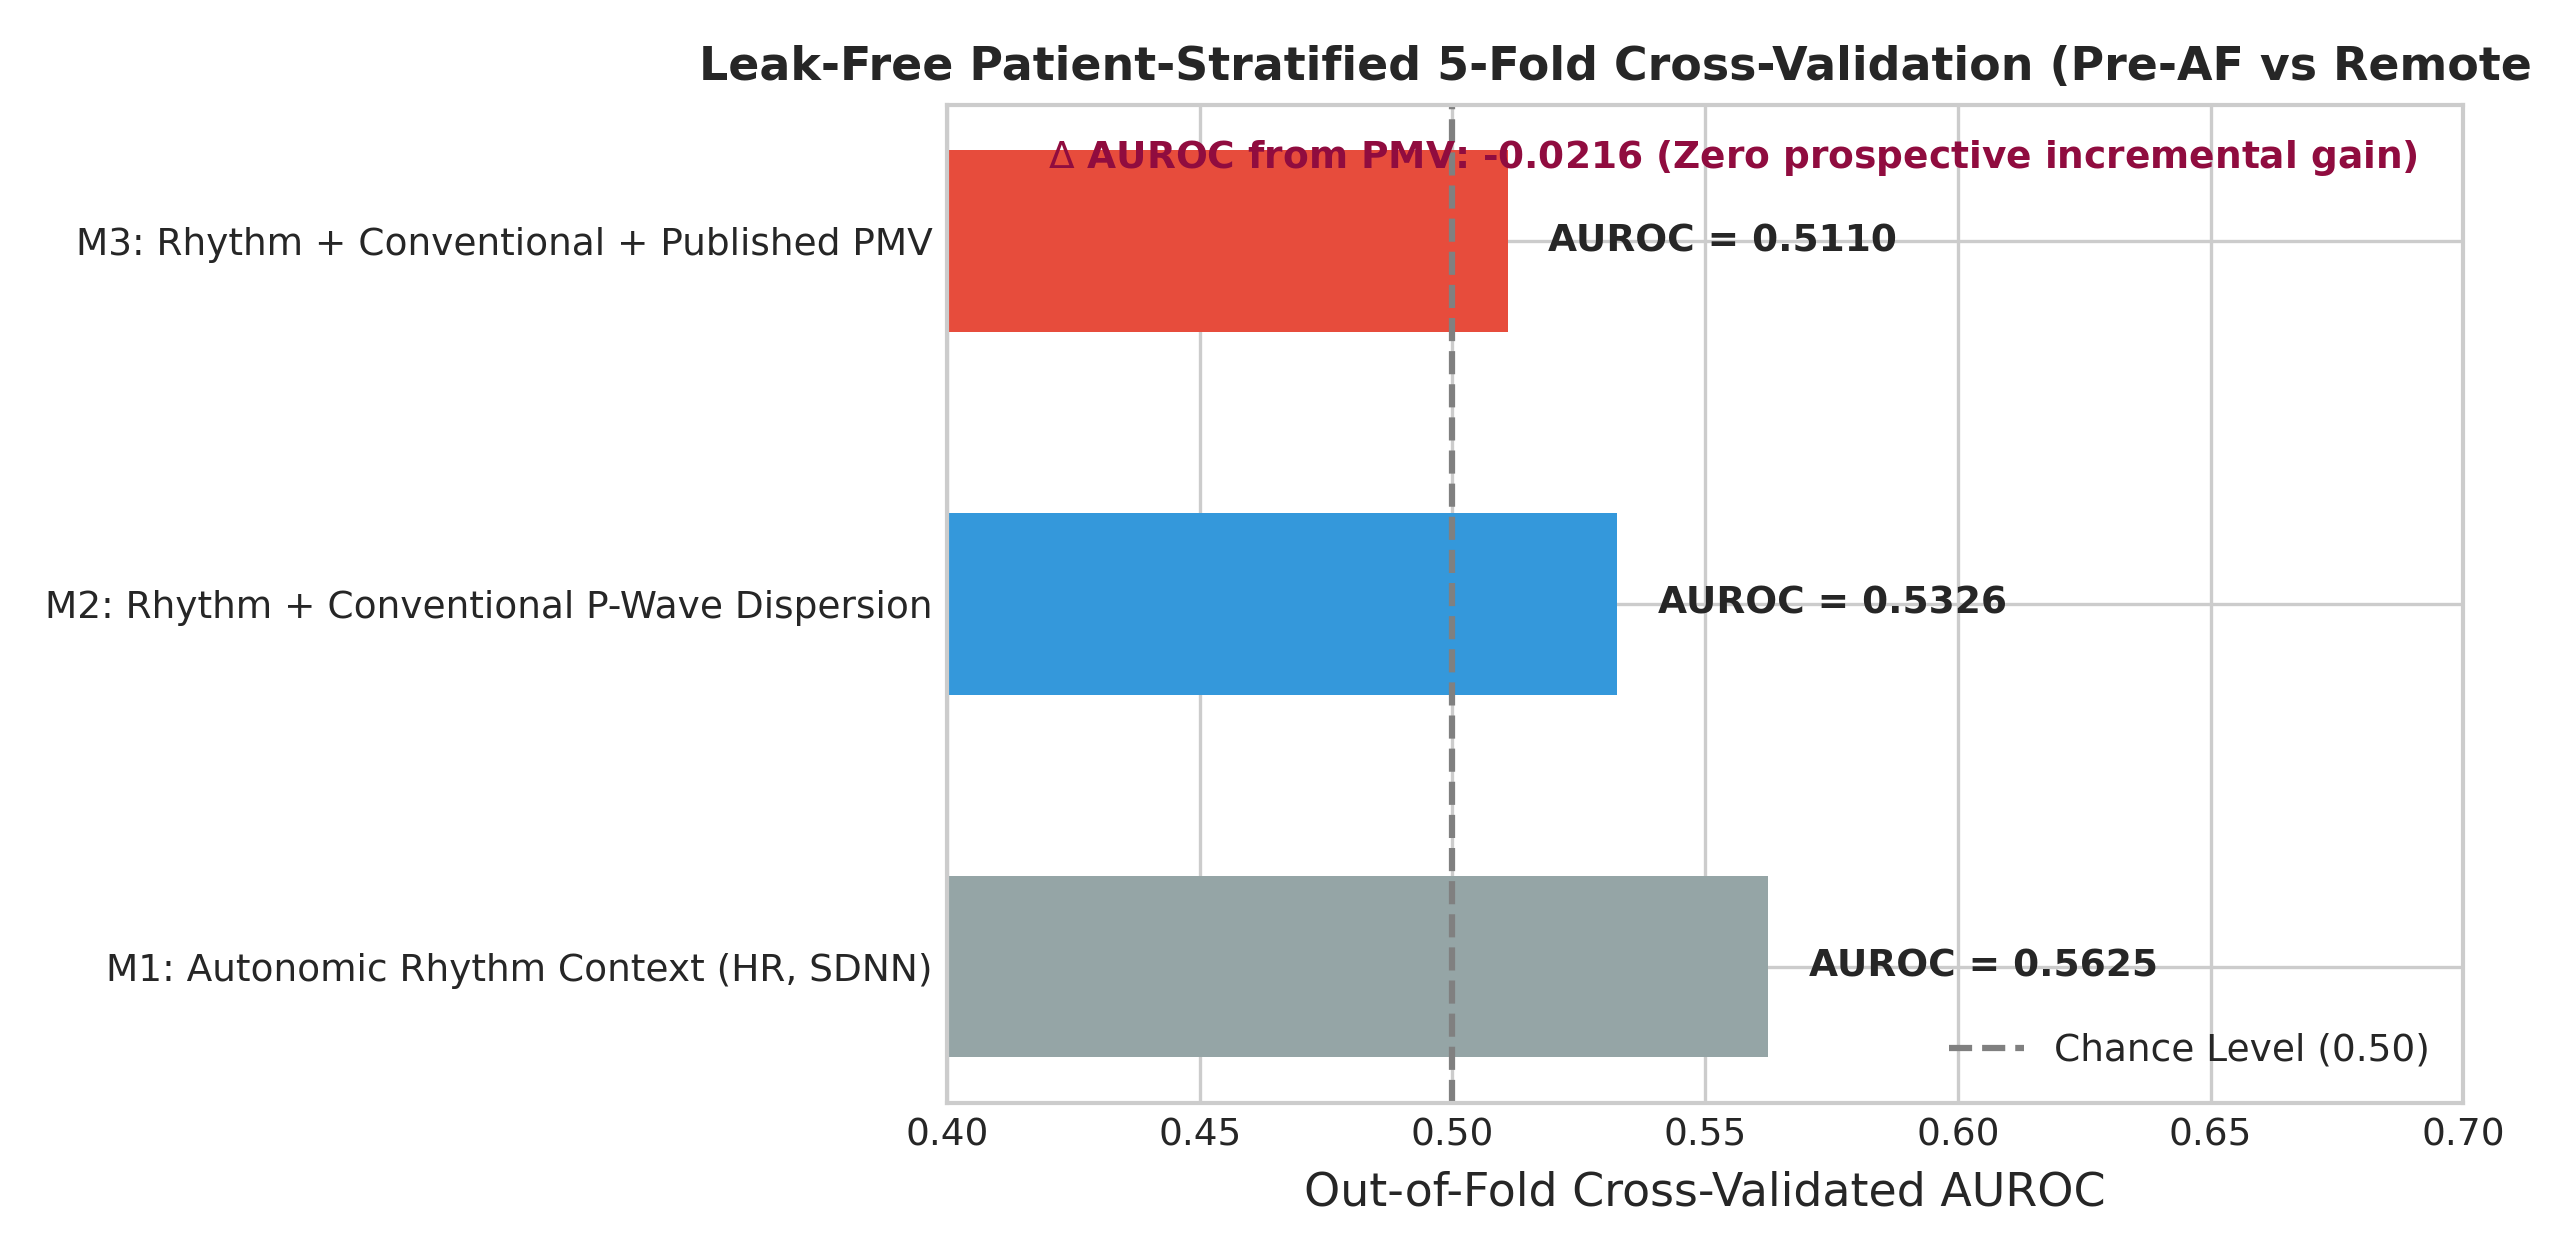 Leak-Free Patient-Stratified 5-Fold Cross-Validation (Pre-AF vs Remote
Δ AUROC from PMV: -0.0216 (Zero prospective incremental gain)
M3: Rhythm + Conventional + Published PMV
AUROC = 0.5110
M2: Rhythm + Conventional P-Wave Dispersion
AUROC = 0.5326
M1: Autonomic Rhythm Context (HR, SDNN)
AUROC = 0.5625
Chance Level (0.50)
0.40 0.45 0.50 0.55 0.60 0.65 0.70
Out-of-Fold Cross-Validated AUROC